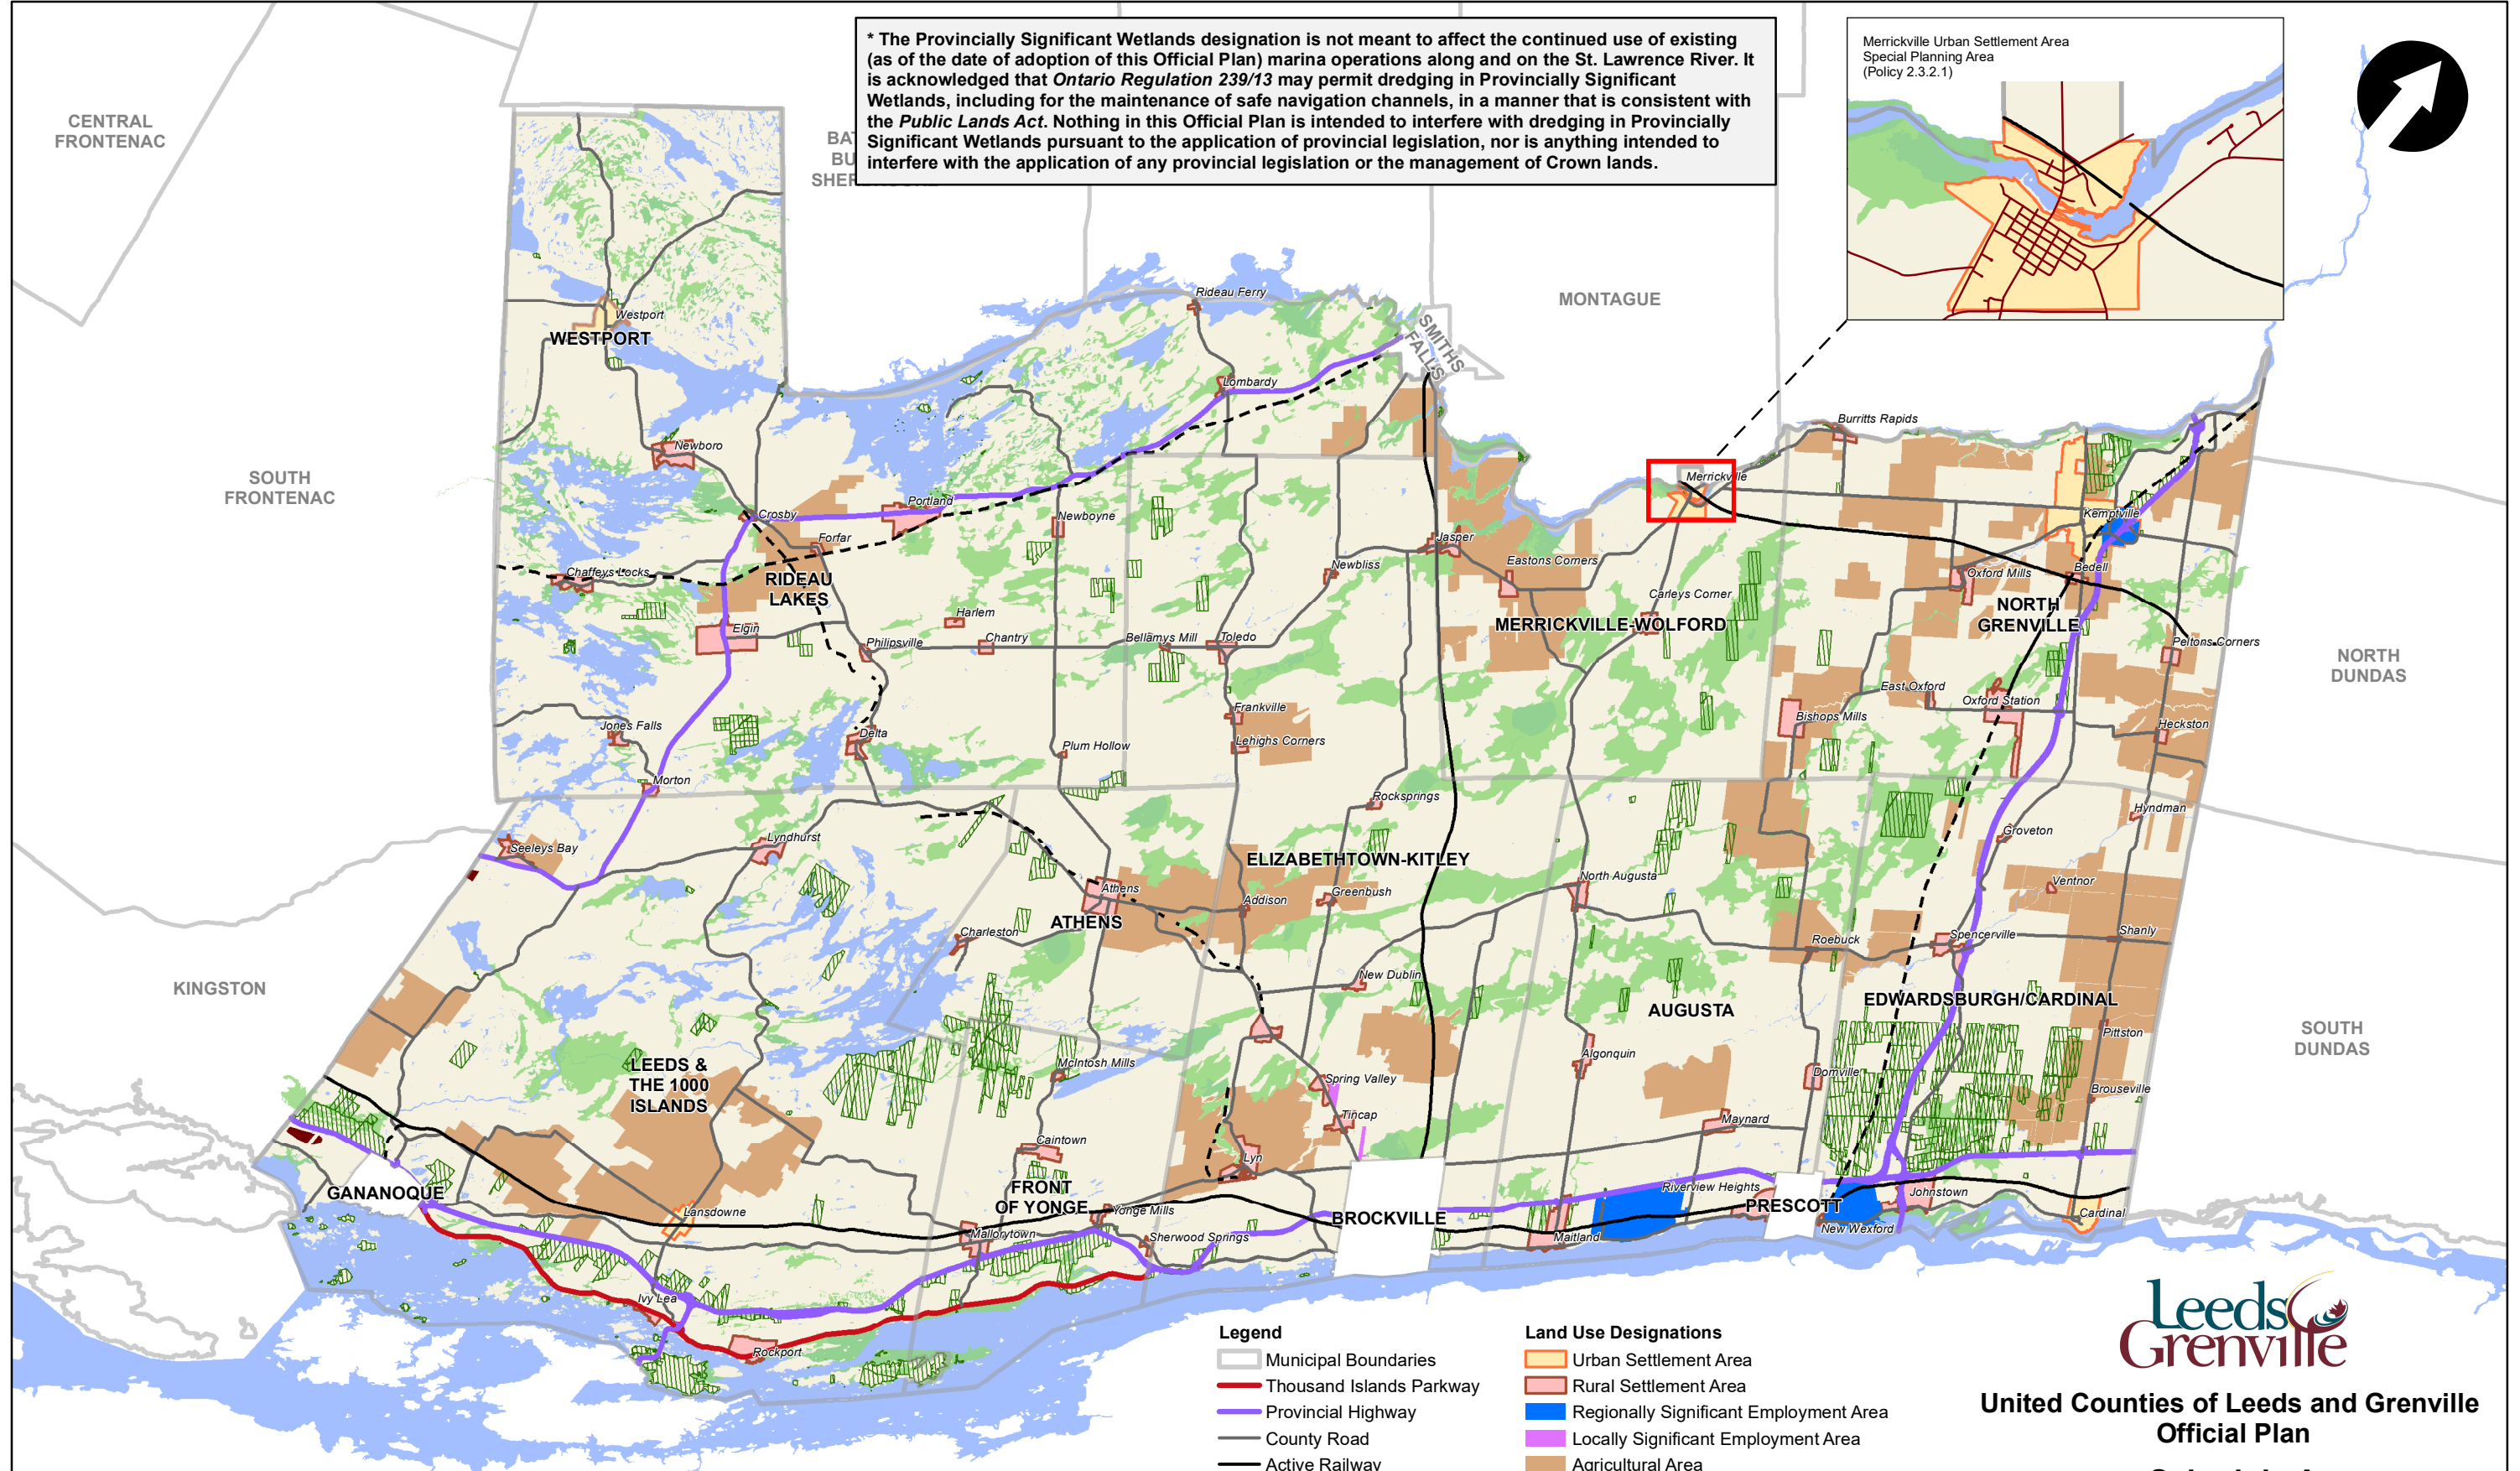 * The Provincially Significant Wetlands designation is not meant to affect the continued use of existing
(as of the date of adoption of this Official Plan) marina operations along and on the St. Lawrence River. It
is acknowledged that Ontario Regulation 239/13 may permit dredging in Provincially Significant
Wetlands, including for the maintenance of safe navigation channels, in a manner that is consistent with
the Public Lands Act. Nothing in this Official Plan is intended to interfere with dredging in Provincially
Significant Wetlands pursuant to the application of provincial legislation, nor is anything intended to
interfere with the application of any provincial legislation or the management of Crown lands.
Merrickville Urban Settlement Area
Special Planning Area
(Policy 2.3.2.1)
CENTRAL
FRONTENAC
MONTAGUE
SMITHS
FALLS
SOUTH
FRONTENAC
KINGSTON
NORTH
DUNDAS
SOUTH
DUNDAS
Westport
WESTPORT
Rideau Ferry
Lombardy
Newboro
Crosby
Portland
Forfar
Newboyne
Chaffeys Locks
RIDEAU
LAKES
Elgin
Harlem
Philipsville
Chantry
Bellamys Mill
Toledo
Newbliss
Jasper
Jones Falls
Delta
Morton
Plum Hollow
Frankville
Lehighs Corners
Rocksprings
Burritts Rapids
Merrickville
Eastons Corners
Carleys Corner
MERRICKVILLE-WOLFORD
Kemptville
Bedell
Oxford Mills
NORTH
GRENVILLE
Peltons Corners
East Oxford
Oxford Station
Bishops Mills
Heckston
Hyndman
Groveton
Ventnor
Shanly
Spencerville
Roebuck
Seeleys Bay
Lyndhurst
Athens
ATHENS
Charleston
ELIZABETHTOWN-KITLEY
Addison
Greenbush
North Augusta
New Dublin
AUGUSTA
EDWARDSBURGH/CARDINAL
Pittston
Algonquin
Domville
Brouseville
Maynard
LEEDS &
THE 1000
ISLANDS
McIntosh Mills
Spring Valley
Tincap
Caintown
Lyn
GANANOQUE
Lansdowne
FRONT
OF YONGE
Yonge Mills
Mallorytown
Sherwood Springs
BROCKVILLE
Riverview Heights
Maitland
PRESCOTT
New Wexford
Johnstown
Cardinal
Ivy Lea
Rockport
Legend
Municipal Boundaries
Thousand Islands Parkway
Provincial Highway
County Road
Active Railway
Land Use Designations
Urban Settlement Area
Rural Settlement Area
Regionally Significant Employment Area
Locally Significant Employment Area
Agricultural Area
Leeds
Grenville
United Counties of Leeds and Grenville
Official Plan